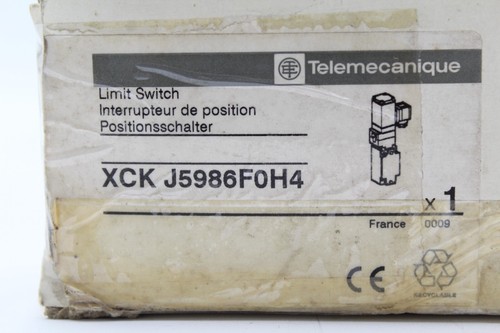 Telemecanique
Limit Switch
Interrupteur de position
Positionsschalter
XCK J5986F0H4
x 1
France 0009
CE
RECYCLABLE